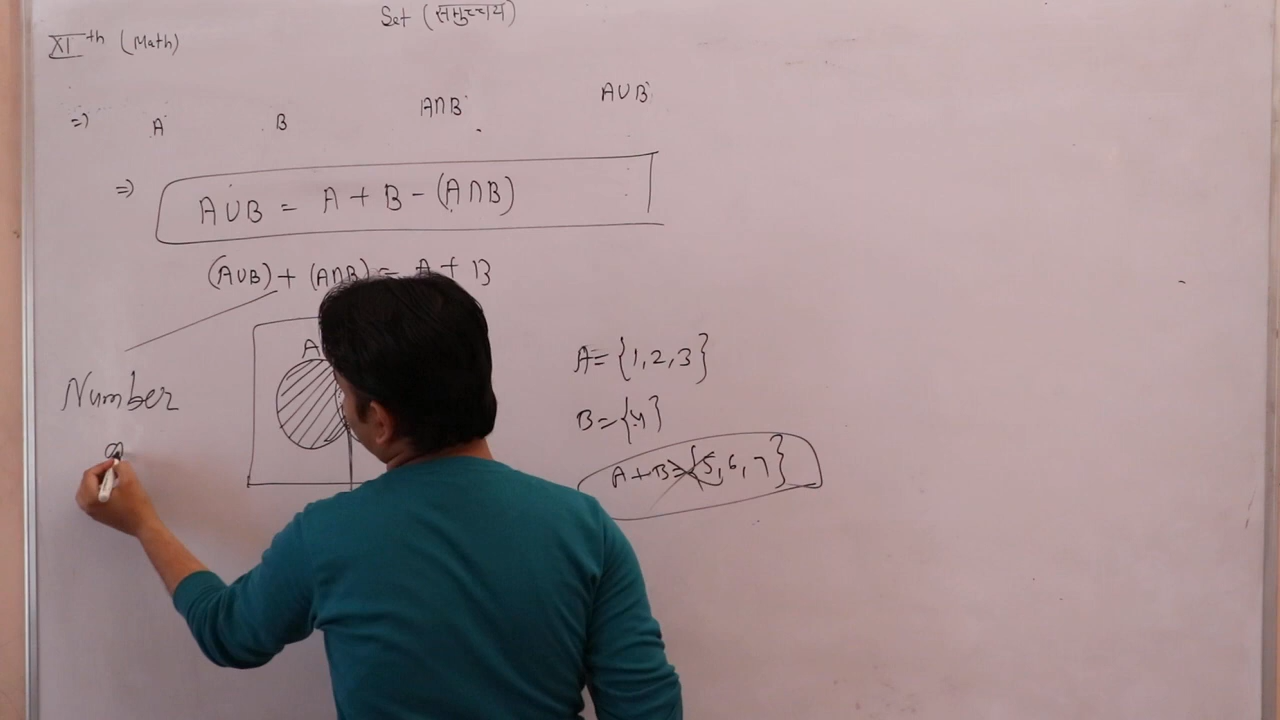 Set (समुच्चय)
XIth (Math)
=) A B A∩B A∪B
=) A∪B = A + B - (A∩B)
(A∪B) + (A∩B) = A + B
A
Number
A = {1, 2, 3}
B = {4}
A + B = {5, 6, 7}